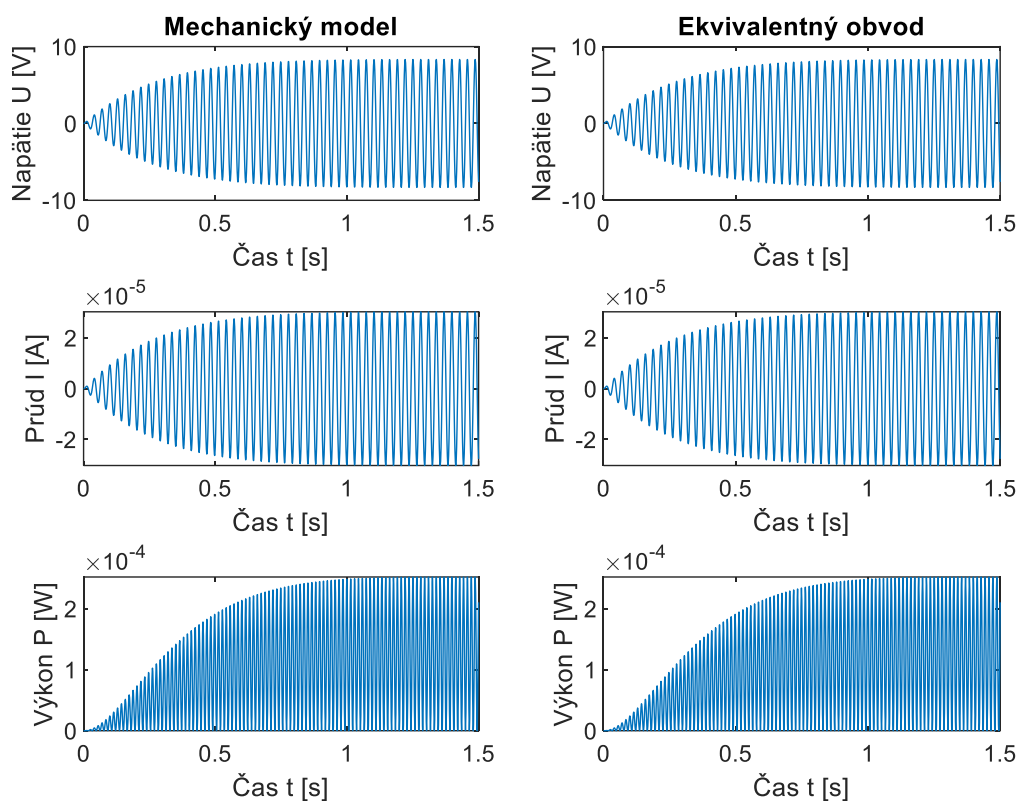 Mechanický model
Ekvivalentný obvod
Napätie U [V]
10
0
-10
0 0.5 1 1.5
Čas t [s]
Napätie U [V]
10
0
-10
0 0.5 1 1.5
Čas t [s]
×10-5
Prúd I [A]
2
0
-2
0 0.5 1 1.5
Čas t [s]
×10-5
Prúd I [A]
2
0
-2
0 0.5 1 1.5
Čas t [s]
×10-4
Výkon P [W]
2
1
0
0 0.5 1 1.5
Čas t [s]
×10-4
Výkon P [W]
2
1
0
0 0.5 1 1.5
Čas t [s]